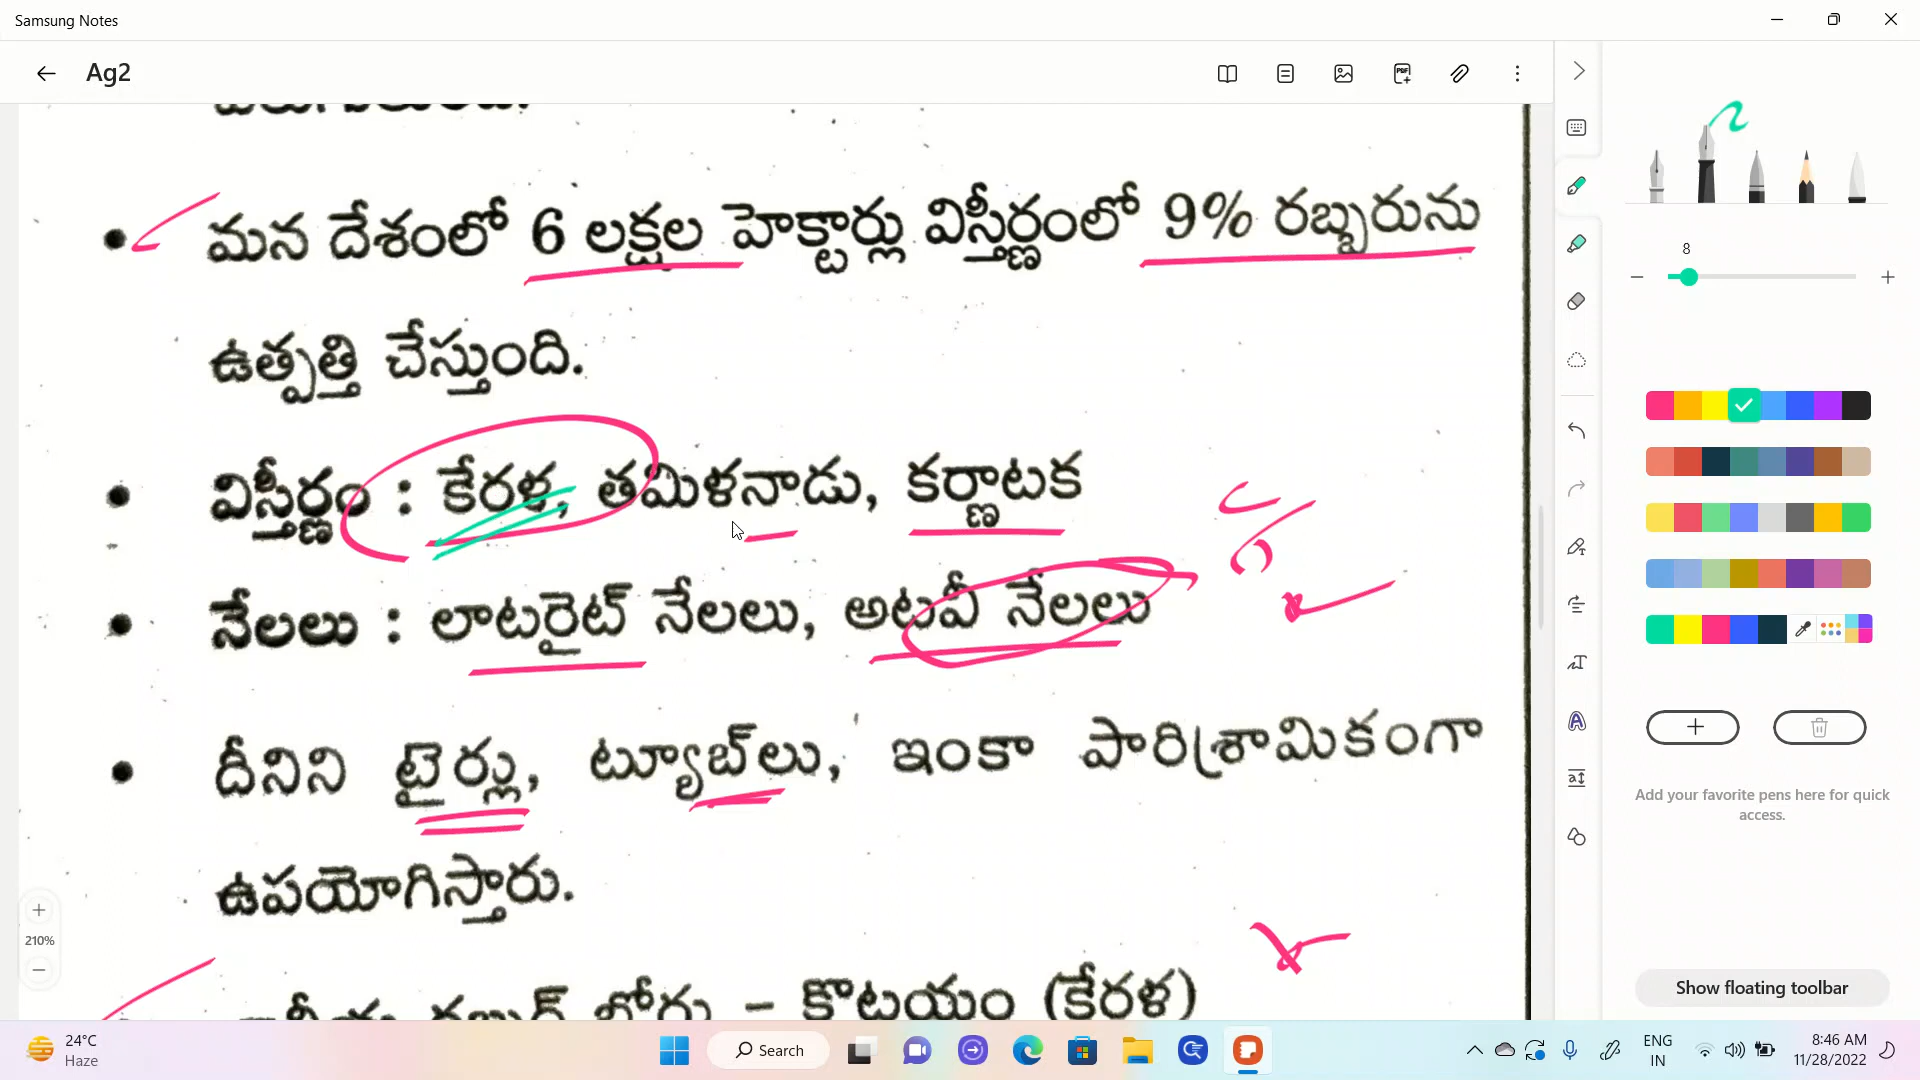 Samsung Notes
Ag2
మన దేశంలో 6 లక్షల హెక్టార్లు విస్తీర్ణంలో 9% రబ్బరును
ఉత్పత్తి చేస్తుంది.
విస్తీర్ణం : కేరళ, తమిళనాడు, కర్ణాటక
నేలలు : లాటరైట్ నేలలు, అటవీ నేలలు
దీనిని టైర్లు, ట్యూబ్‌లు, ఇంకా పారిశ్రామికంగా
ఉపయోగిస్తారు.
బోర్డు – కొటయం (కేరళ)
210%
8
Add your favorite pens here for quick
access.
Show floating toolbar
24°C
Haze
Search
ENG
IN
8:46 AM
11/28/2022